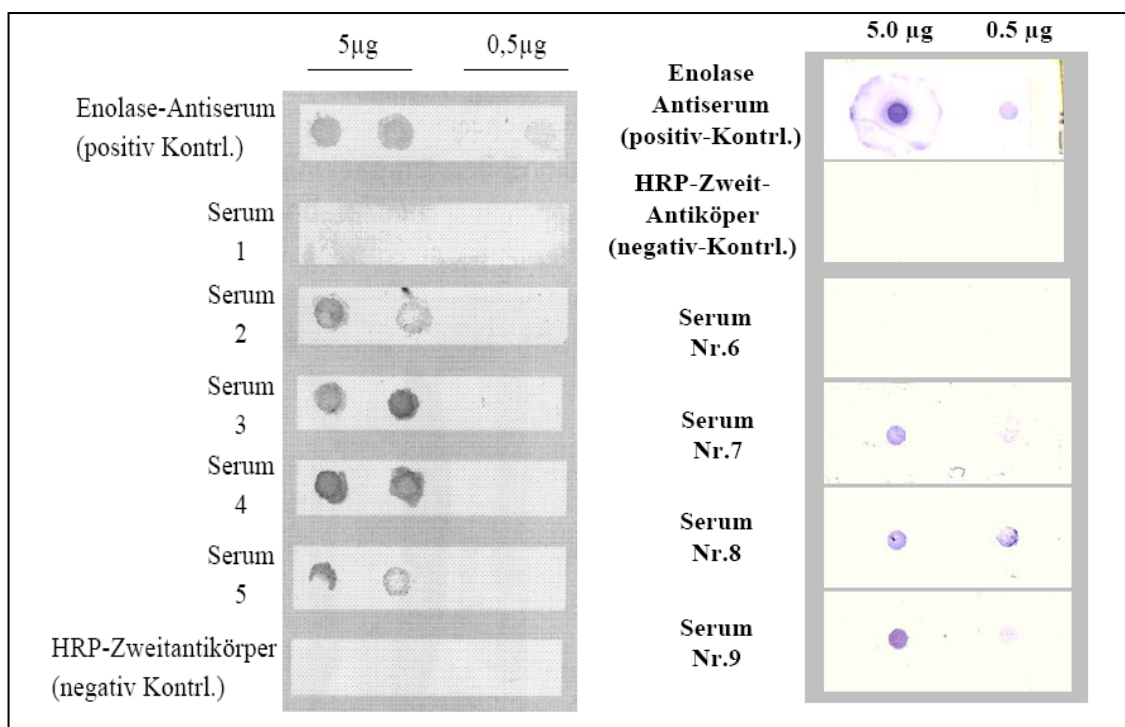 5µg 0,5µg
Enolase-Antiserum
(positiv Kontrl.)
Serum
1
Serum
2
Serum
3
Serum
4
Serum
5
HRP-Zweitantikörper
(negativ Kontrl.)
5.0 µg 0.5 µg
Enolase
Antiserum
(positiv-Kontrl.)
HRP-Zweit-
Antiköper
(negativ-Kontrl.)
Serum
Nr.6
Serum
Nr.7
Serum
Nr.8
Serum
Nr.9